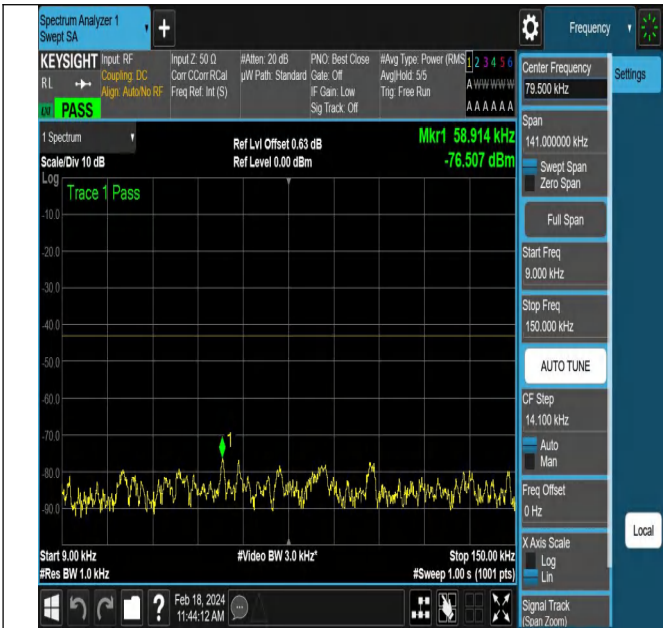 Spectrum Analyzer 1
Swept SA
+
Frequency
KEYSIGHT
RL
LXI
PASS
Input: RF
Coupling: DC
Align: Auto/No RF
Input Z: 50 Ω
Corr CCorr RCal
Freq Ref: Int (S)
#Atten: 20 dB
µW Path: Standard
PNO: Best Close
Gate: Off
IF Gain: Low
Sig Track: Off
#Avg Type: Power (RMS
Avg|Hold: 5/5
Trig: Free Run
1 2 3 4 5 6
A W W W W W
A A A A A A
1 Spectrum
Scale/Div 10 dB
Ref Lvl Offset 0.63 dB
Ref Level 0.00 dBm
Mkr1 58.914 kHz
-76.507 dBm
Log
Trace 1 Pass
-10.0
-20.0
-30.0
-40.0
-50.0
-60.0
-70.0
-80.0
-90.0
1
Start 9.00 kHz
#Res BW 1.0 kHz
#Video BW 3.0 kHz*
Stop 150.00 kHz
#Sweep 1.00 s (1001 pts)
?
Feb 18, 2024
11:44:12 AM
Center Frequency
79.500 kHz
Settings
Span
141.000000 kHz
Swept Span
Zero Span
Full Span
Start Freq
9.000 kHz
Stop Freq
150.000 kHz
AUTO TUNE
CF Step
14.100 kHz
Auto
Man
Freq Offset
0 Hz
X Axis Scale
Log
Lin
Signal Track
(Span Zoom)
Local